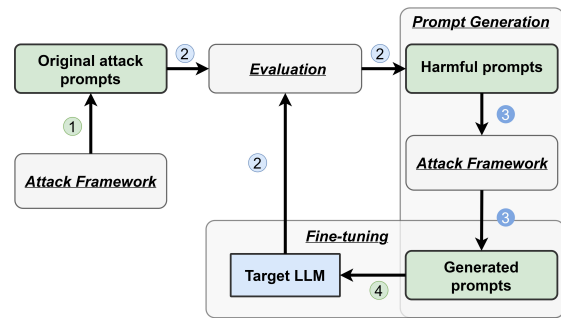 Prompt Generation
Original attack
prompts
2
Evaluation
2
Harmful prompts
1
3
Attack Framework
2
Attack Framework
3
Fine-tuning
Target LLM
4
Generated
prompts